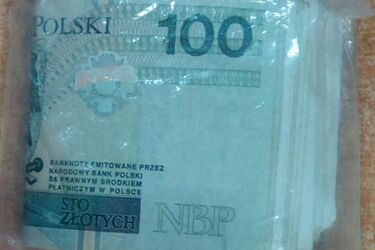 POLSKI 100
BANKNOTY EMITOWANE PRZEZ
NARODOWY BANK POLSKI
SĄ PRAWNYM ŚRODKIEM
PŁATNICZYM W POLSCE
STO
ZŁOTYCH
NBP